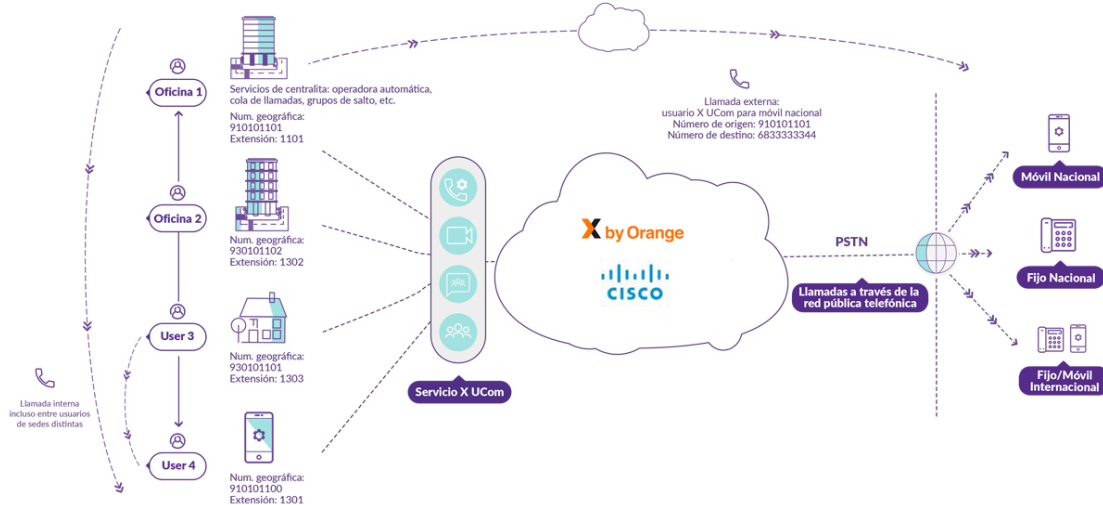 Oficina 1
Servicios de centralita: operadora automática,
cola de llamadas, grupos de salto, etc.
Num. geográfica:
910101101
Extensión: 1101
Oficina 2
Num. geográfica:
930101102
Extensión: 1302
User 3
Num. geográfica:
930101101
Extensión: 1303
Llamada interna
incluso entre usuarios
de sedes distintas
User 4
Num. geográfica:
910101100
Extensión: 1301
Servicio X UCom
X by Orange
CISCO
Llamada externa:
usuario X UCom para móvil nacional
Número de origen: 910101101
Número de destino: 6833333344
PSTN
Llamadas a través de la
red pública telefónica
Móvil Nacional
Fijo Nacional
Fijo/Móvil
Internacional